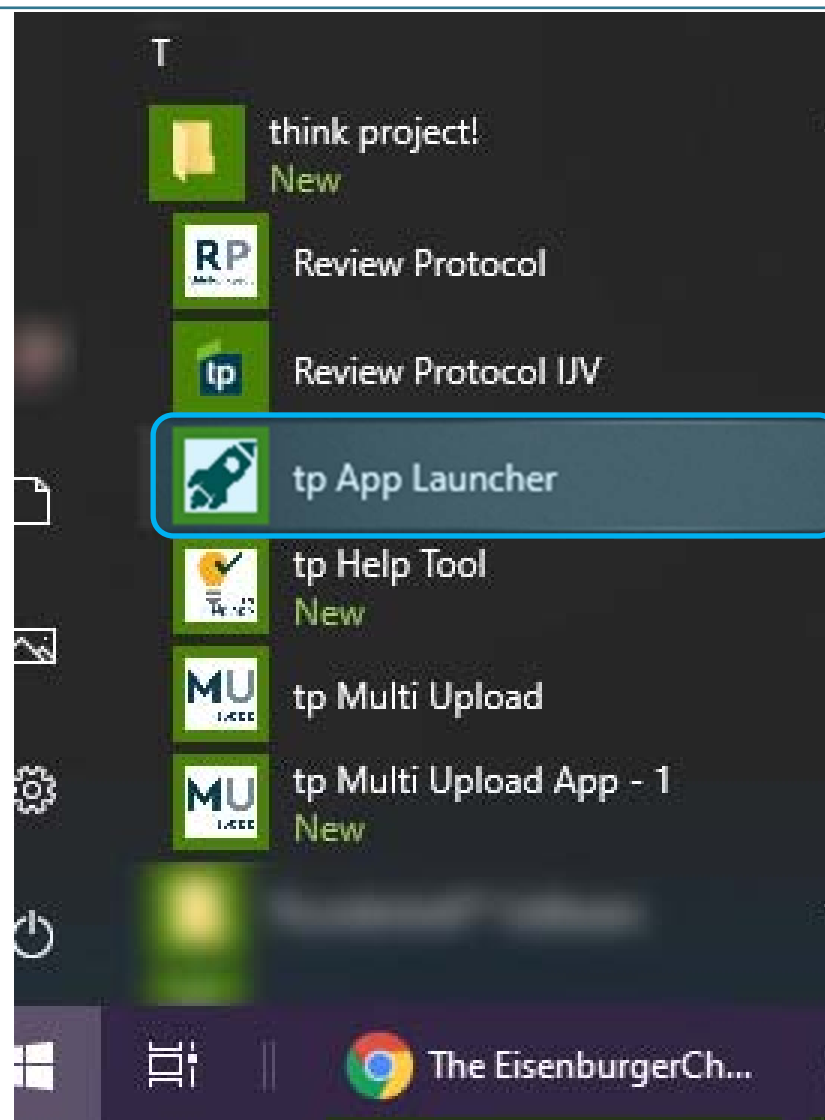 T
think project!
New
RP
Review Protocol
tp
Review Protocol IJV
tp App Launcher
tp Help Tool
New
MU
tp Multi Upload
MU
tp Multi Upload App - 1
New
The EisenburgerCh...